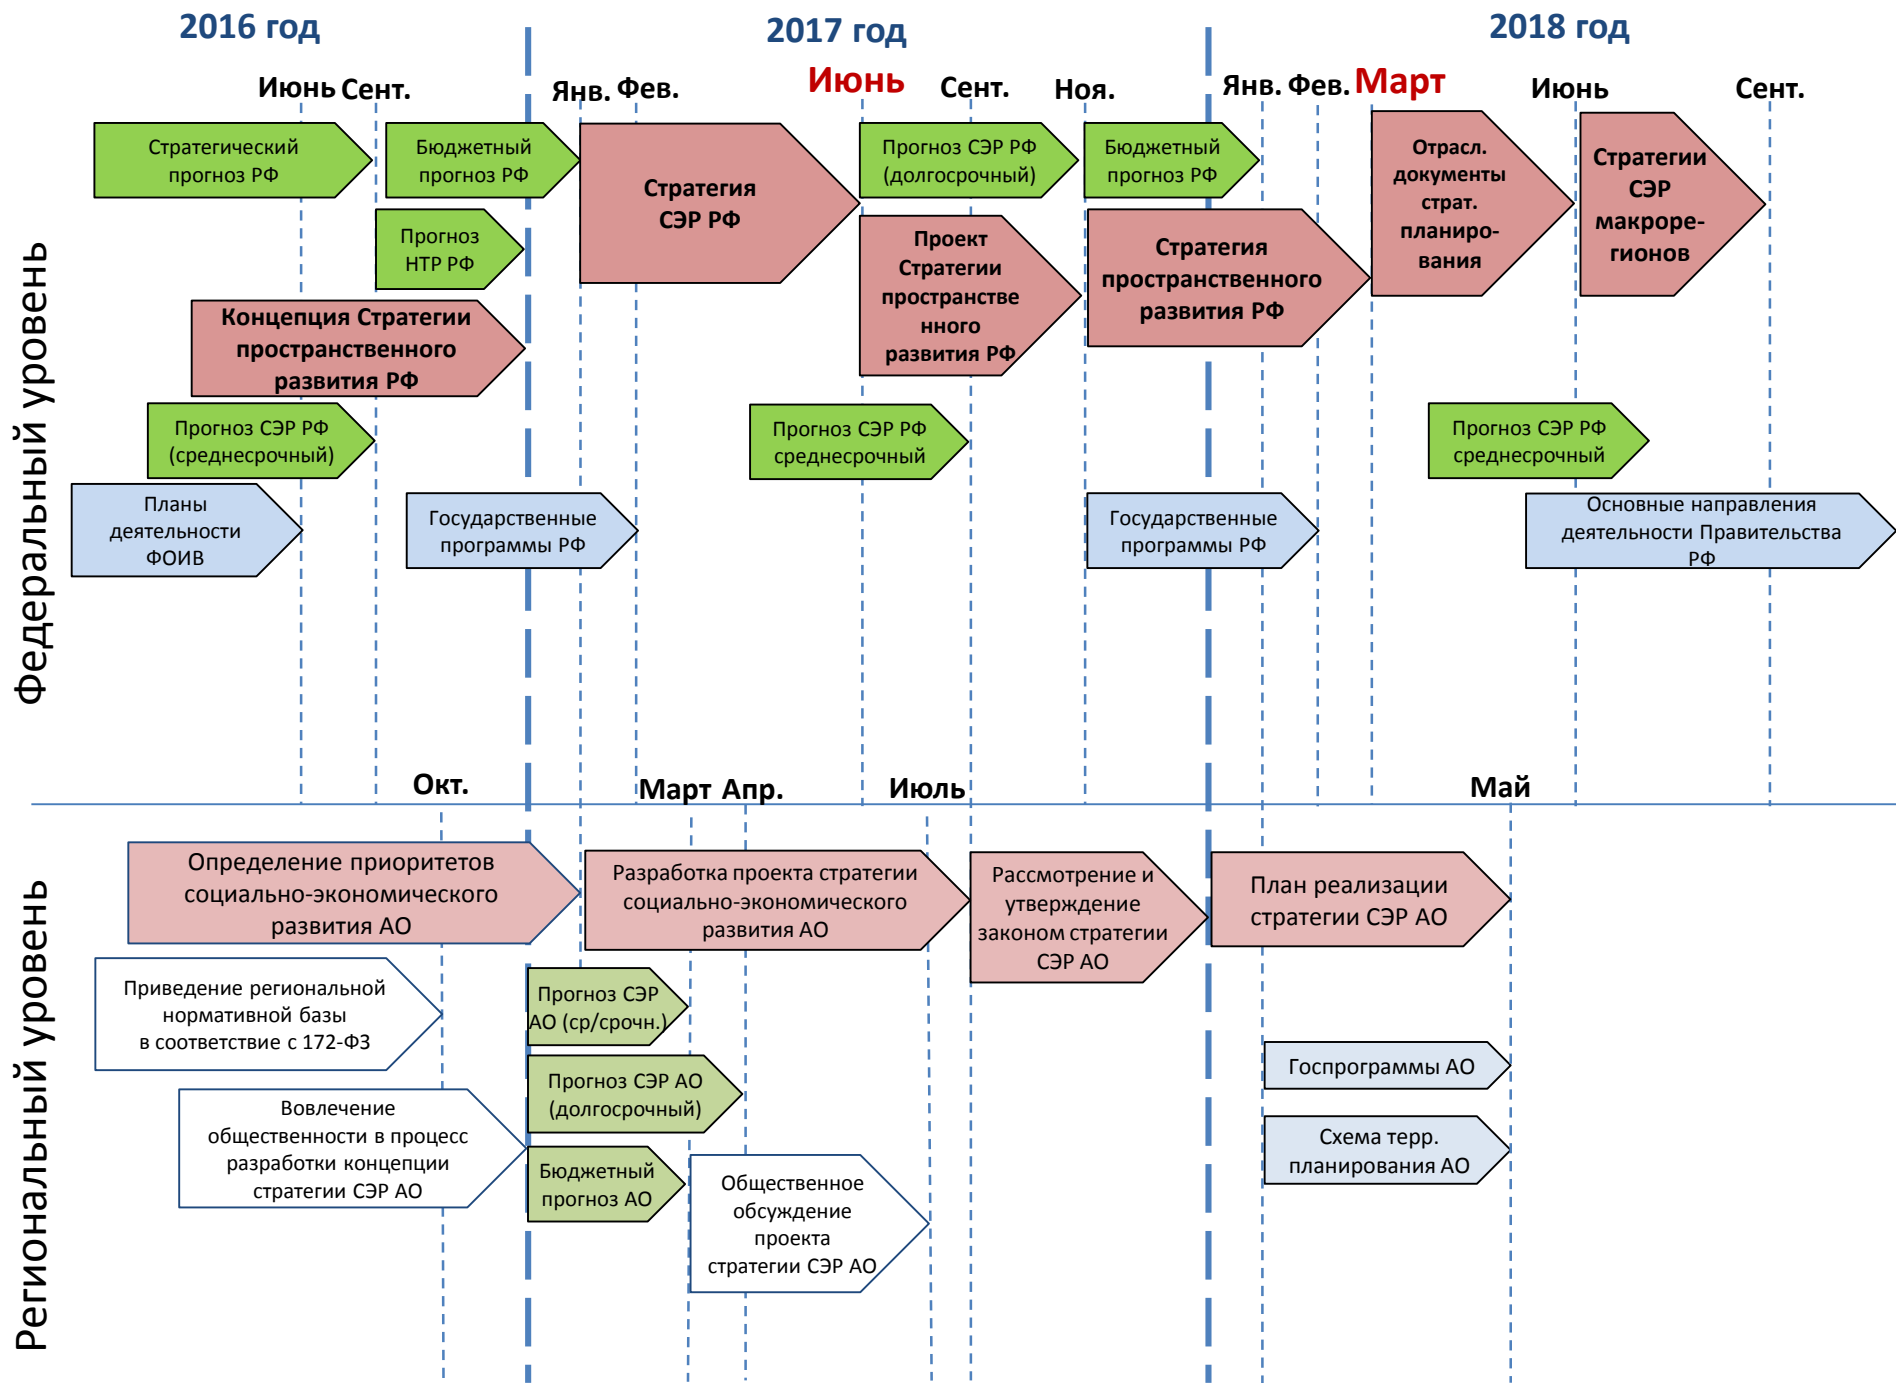 2016 год
2017 год
2018 год
Июнь
Сент.
Янв.
Фев.
Июнь
Сент.
Ноя.
Янв.
Фев.
Март
Июнь
Сент.
Федеральный уровень
Стратегический
прогноз РФ
Бюджетный
прогноз РФ
Стратегия
СЭР РФ
Прогноз СЭР РФ
(долгосрочный)
Бюджетный
прогноз РФ
Отрасл.
документы
страт.
планиро-
вания
Стратегии
СЭР
макроре-
гионов
Прогноз
НТР РФ
Проект
Стратегии
пространстве
нного
развития РФ
Стратегия
пространственного
развития РФ
Концепция Стратегии
пространственного
развития РФ
Прогноз СЭР РФ
(среднесрочный)
Прогноз СЭР РФ
среднесрочный
Прогноз СЭР РФ
среднесрочный
Планы
деятельности
ФОИВ
Государственные
программы РФ
Государственные
программы РФ
Основные направления
деятельности Правительства
РФ
Окт.
Март
Апр.
Июль
Май
Региональный уровень
Определение приоритетов
социально-экономического
развития АО
Разработка проекта стратегии
социально-экономического
развития АО
Рассмотрение и
утверждение
законом стратегии
СЭР АО
План реализации
стратегии СЭР АО
Приведение региональной
нормативной базы
в соответствие с 172-ФЗ
Прогноз СЭР
АО (ср/срочн.)
Прогноз СЭР АО
(долгосрочный)
Госпрограммы АО
Вовлечение
общественности в процесс
разработки концепции
стратегии СЭР АО
Бюджетный
прогноз АО
Общественное
обсуждение
проекта
стратегии СЭР АО
Схема терр.
планирования АО